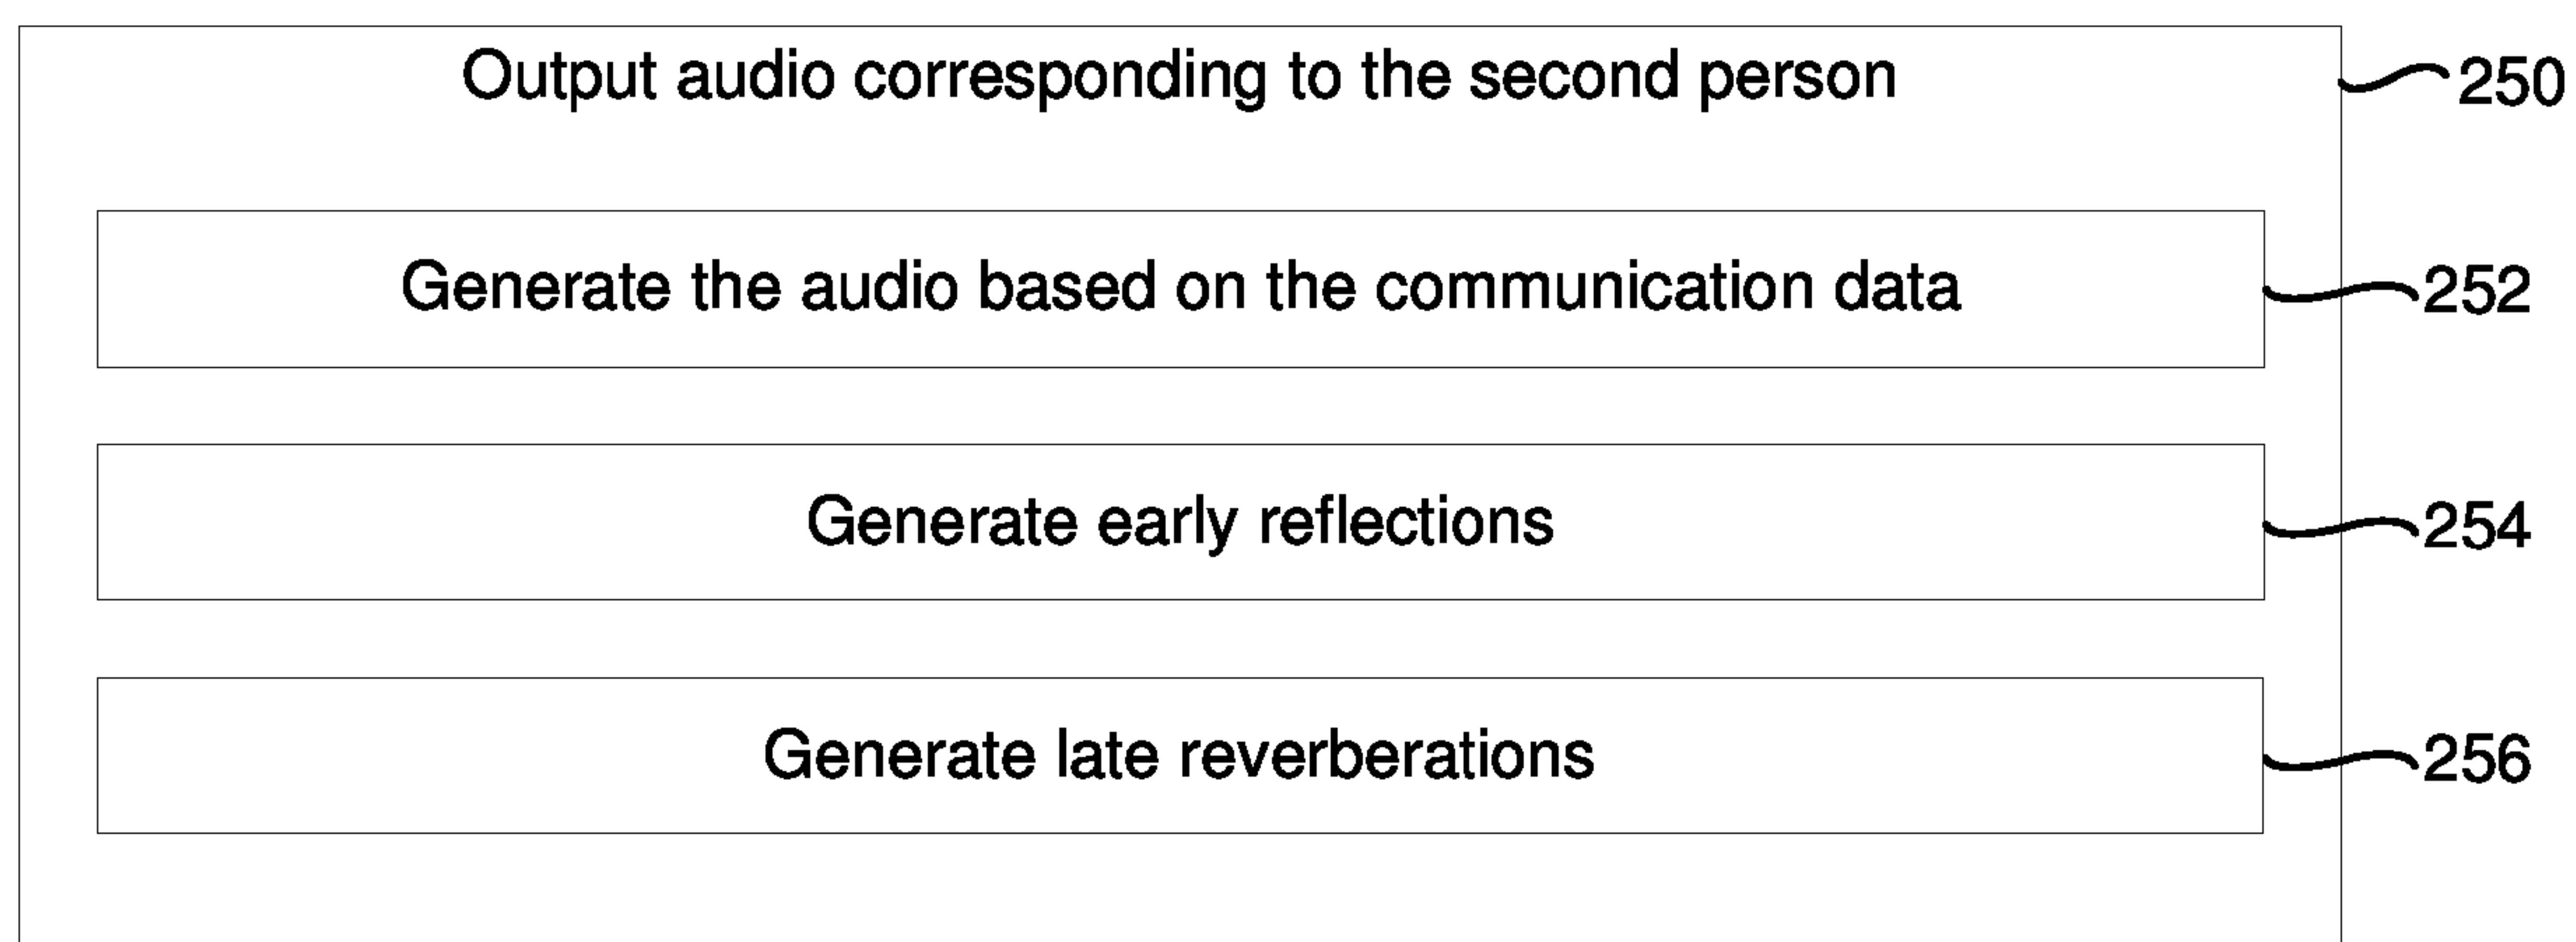 Output audio corresponding to the second person 250
Generate the audio based on the communication data 252
Generate early reflections 254
Generate late reverberations 256